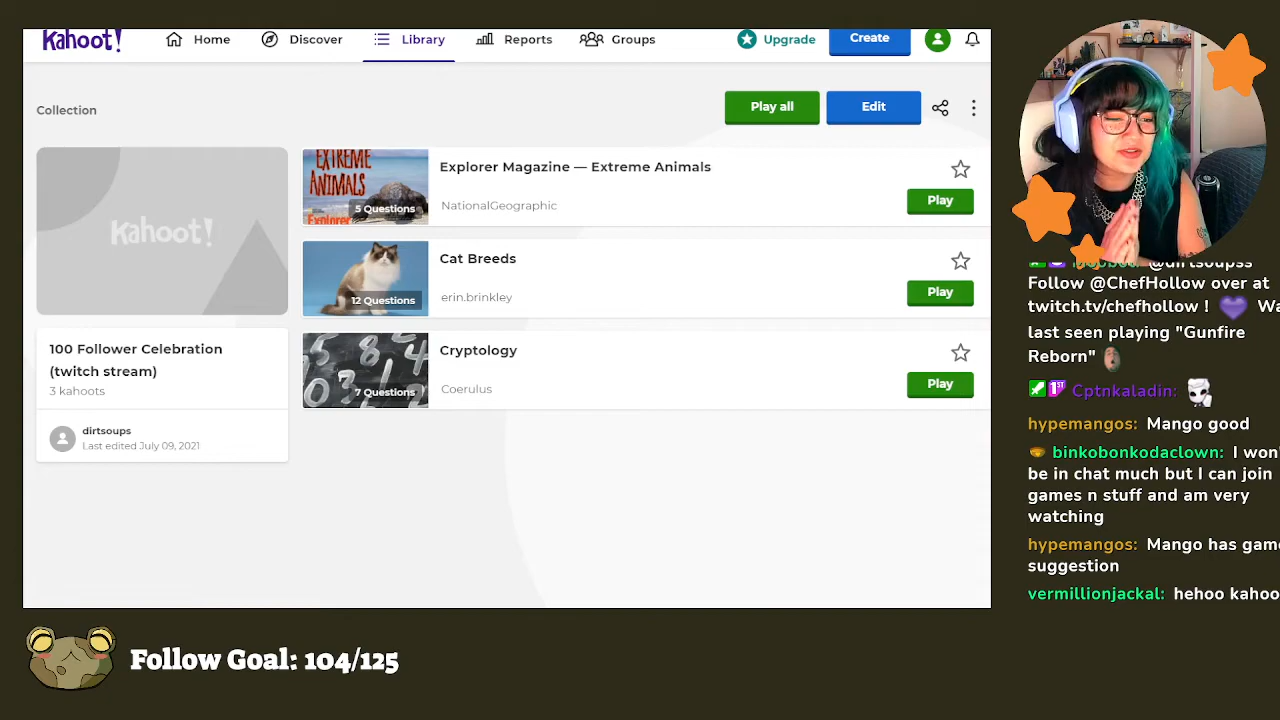 Kahoot!
Home
Discover
Library
Reports
Groups
Upgrade
Create
Collection
Play all
Edit
Kahoot!
100 Follower Celebration
(twitch stream)
3 kahoots
dirtsoups
Last edited July 09, 2021
EXTREME
ANIMALS
Explorer
5 Questions
Explorer Magazine — Extreme Animals
NationalGeographic
Play
12 Questions
Cat Breeds
erin.brinkley
Play
7 Questions
Cryptology
Coerulus
Play
@dirtsoupss
Follow @ChefHollow over at
twitch.tv/chefhollow !
last seen playing "Gunfire
Reborn"
Cptnkaladin:
hypemangos: Mango good
binkobonkodaclown: I won'
be in chat much but I can join
games n stuff and am very
watching
hypemangos: Mango has gam
suggestion
vermillionjackal: hehoo kahoo
Follow Goal: 104/125